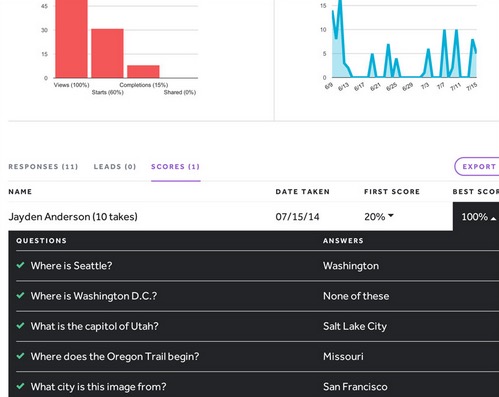 45
30
15
0
Views (100%)
Starts (60%)
Completions (15%)
Shared (0%)
15
10
5
0
6/9
6/13
6/17
6/21
6/25
6/29
7/3
7/7
7/11
7/15
RESPONSES (11) LEADS (0) SCORES (1) EXPORT
NAME DATE TAKEN FIRST SCORE BEST SCOR
Jayden Anderson (10 takes) 07/15/14 20% 100%
QUESTIONS ANSWERS
Where is Seattle? Washington
Where is Washington D.C.? None of these
What is the capitol of Utah? Salt Lake City
Where does the Oregon Trail begin? Missouri
What city is this image from? San Francisco